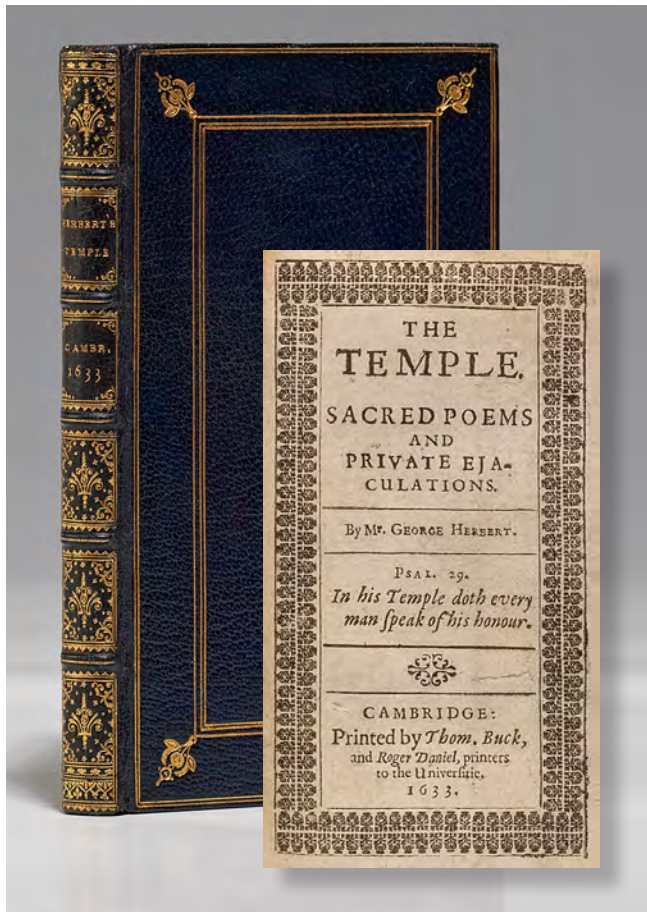 HERBERT'S
TEMPLE
CAMBR.
1633
THE
TEMPLE.
SACRED POEMS
AND
PRIVATE EJA-
CULATIONS.
By Mr. GEORGE HERBERT.
PSAL. 29.
In his Temple doth every
man ſpeak of his honour.
CAMBRIDGE:
Printed by Thom. Buck,
and Roger Daniel, printers
to the Univerſitie.
1633.